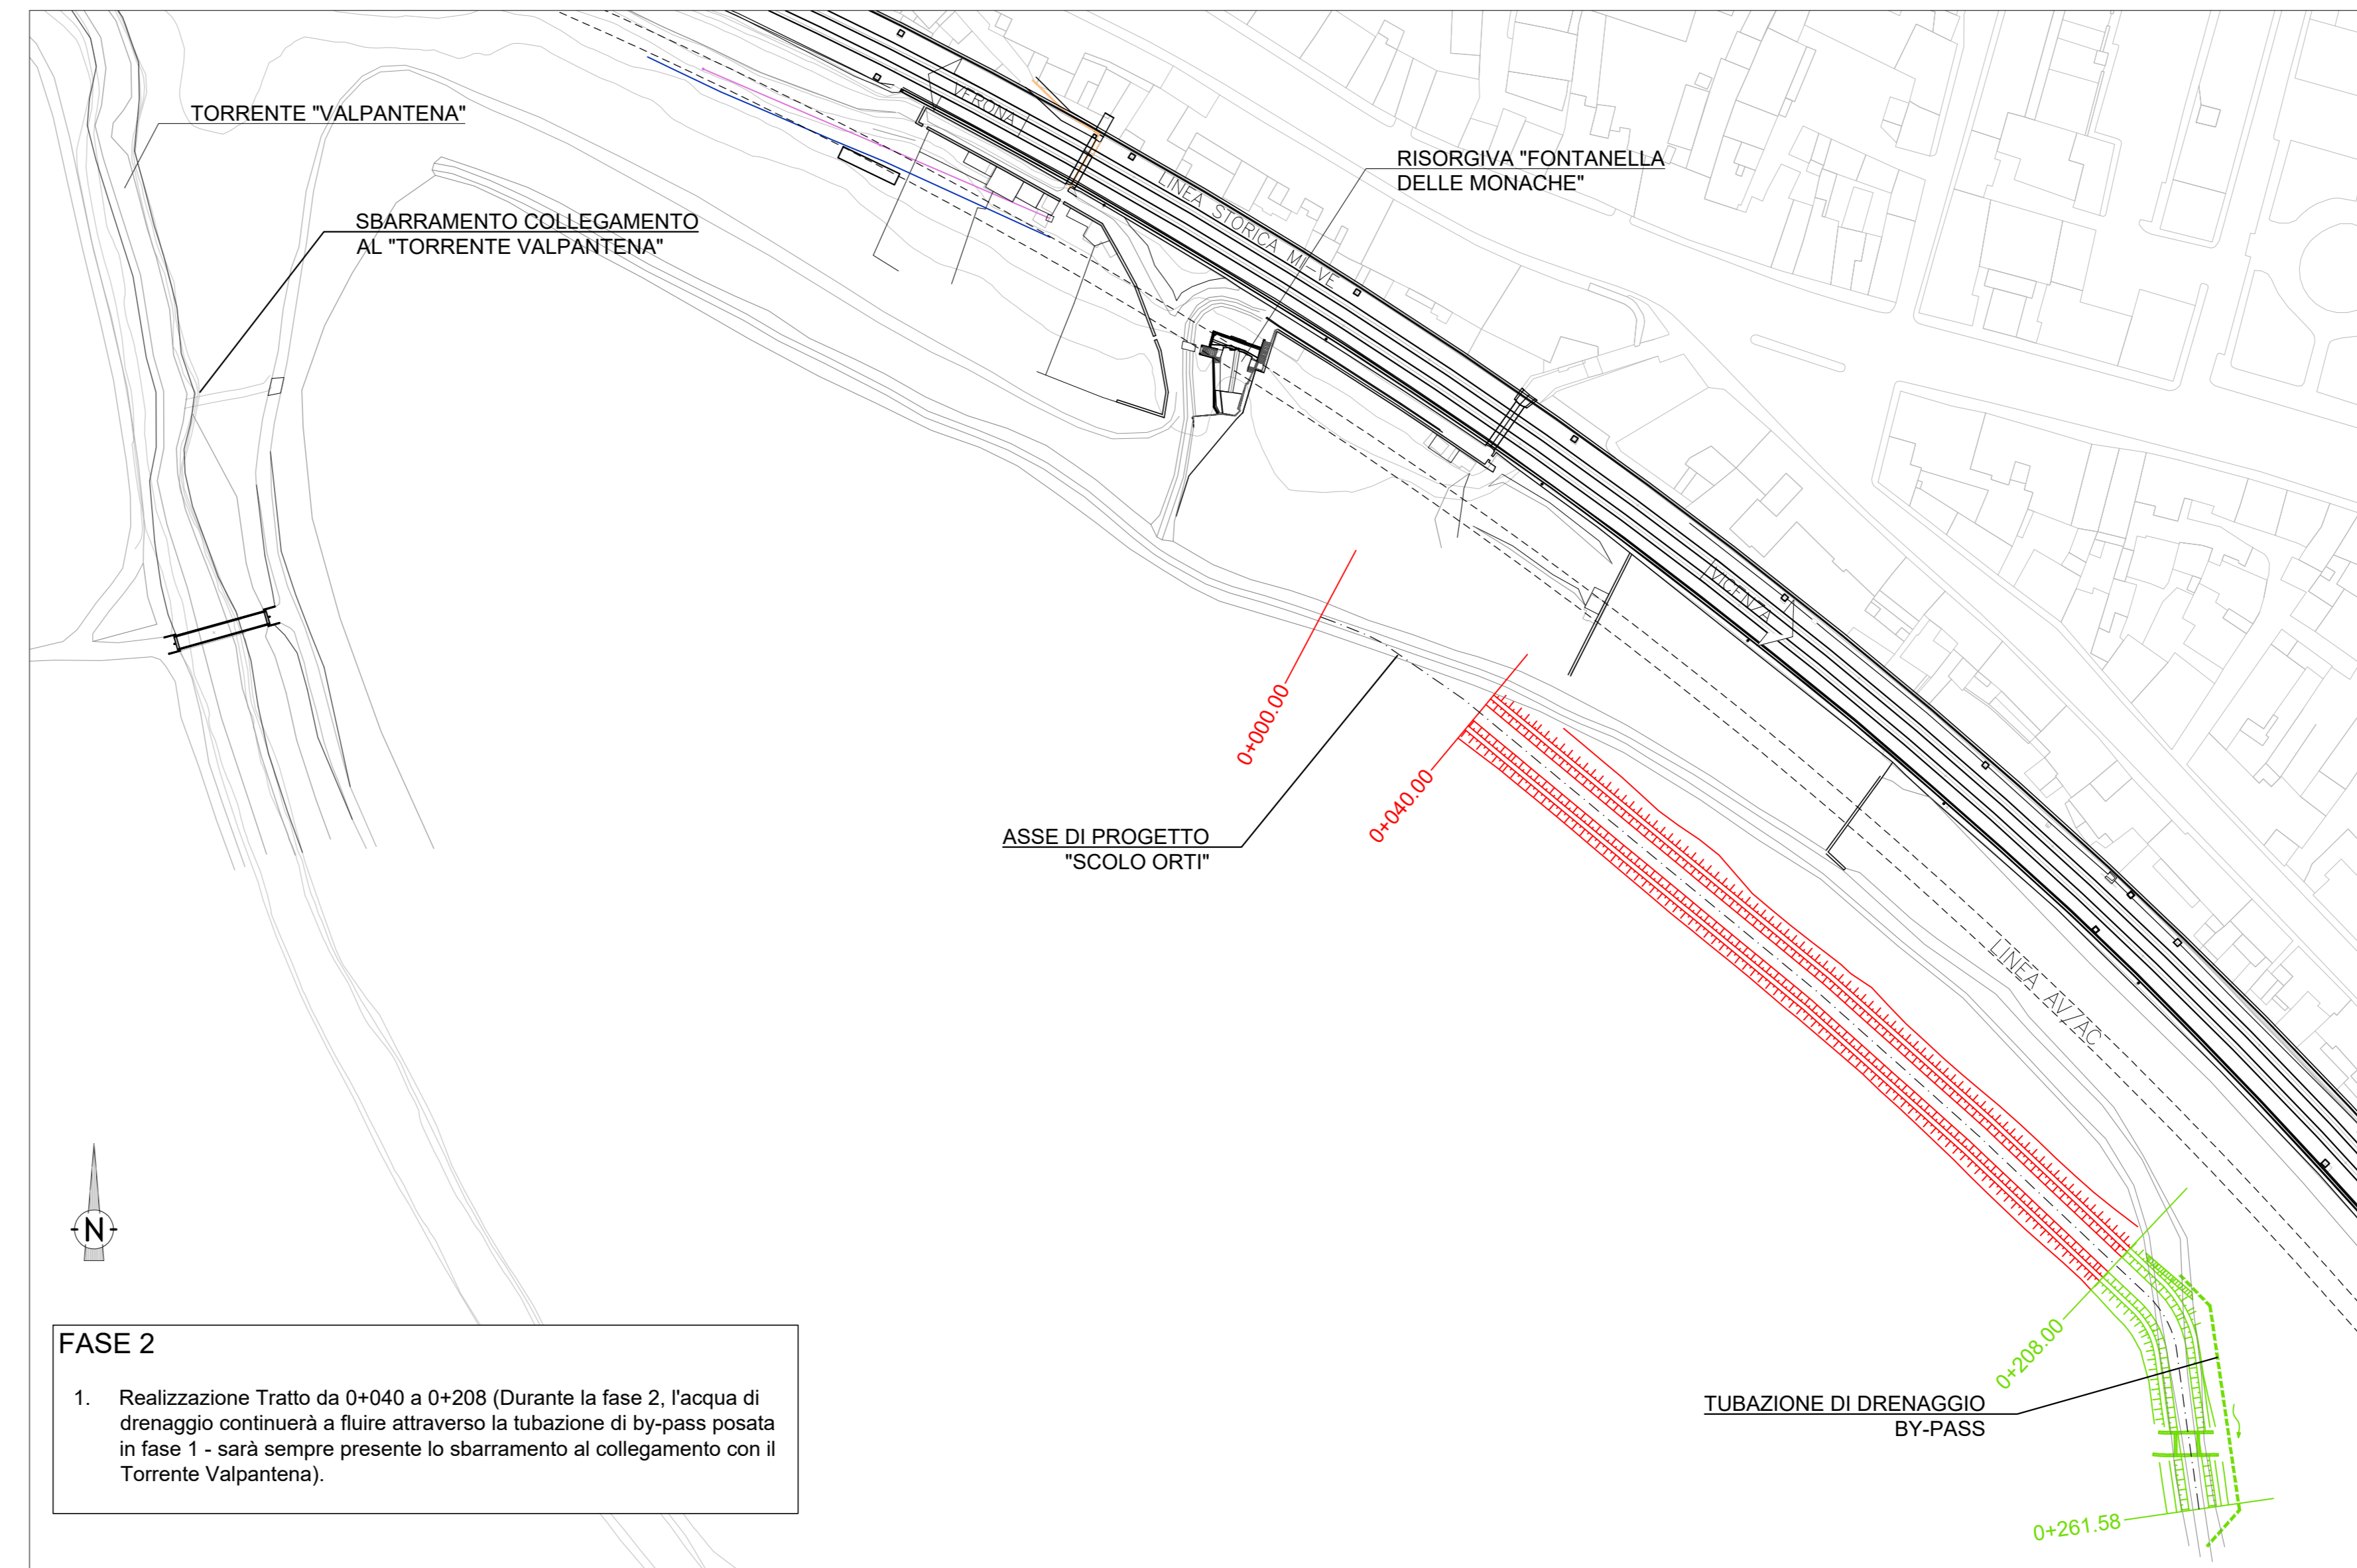 TORRENTE "VALPANTENA"
SBARRAMENTO COLLEGAMENTO
AL "TORRENTE VALPANTENA"
VERONA
LINEA STORICA MI-VE
RISORGIVA "FONTANELLA
DELLE MONACHE"
VICENZA
0+000.00
0+040.00
ASSE DI PROGETTO
"SCOLO ORTI"
LINEA AV/AC
N
0+208.00
TUBAZIONE DI DRENAGGIO
BY-PASS
0+261.58
FASE 2
1. Realizzazione Tratto da 0+040 a 0+208 (Durante la fase 2, l'acqua di
drenaggio continuerà a fluire attraverso la tubazione di by-pass posata
in fase 1 - sarà sempre presente lo sbarramento al collegamento con il
Torrente Valpantena).